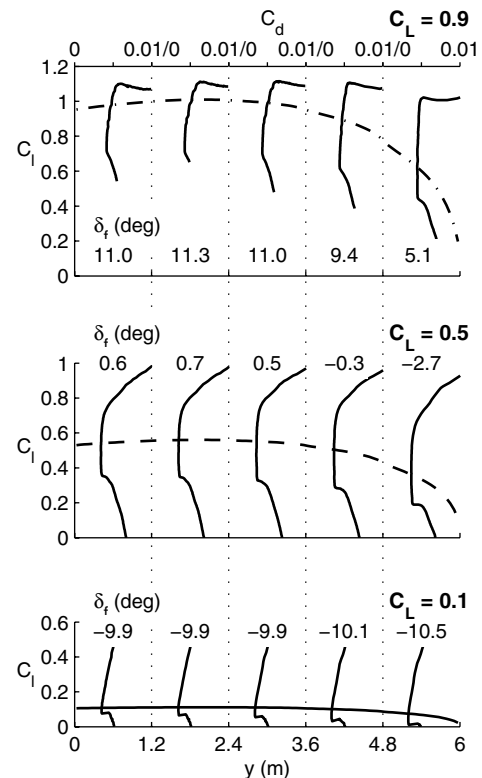 C_d C_L = 0.9
0 0.01/0 0.01/0 0.01/0 0.01/0 0.01
1.2
1
0.8
C_l
0.6
0.4
δ_f (deg)
0.2
11.0 11.3 11.0 9.4 5.1
0
δ_f (deg) C_L = 0.5
1 0.6 0.7 0.5 −0.3 −2.7
0.8
0.6
C_l
0.4
0.2
0
δ_f (deg) C_L = 0.1
0.6
−9.9 −9.9 −9.9 −10.1 −10.5
0.4
C_l
0.2
0
0 1.2 2.4 3.6 4.8 6
y (m)